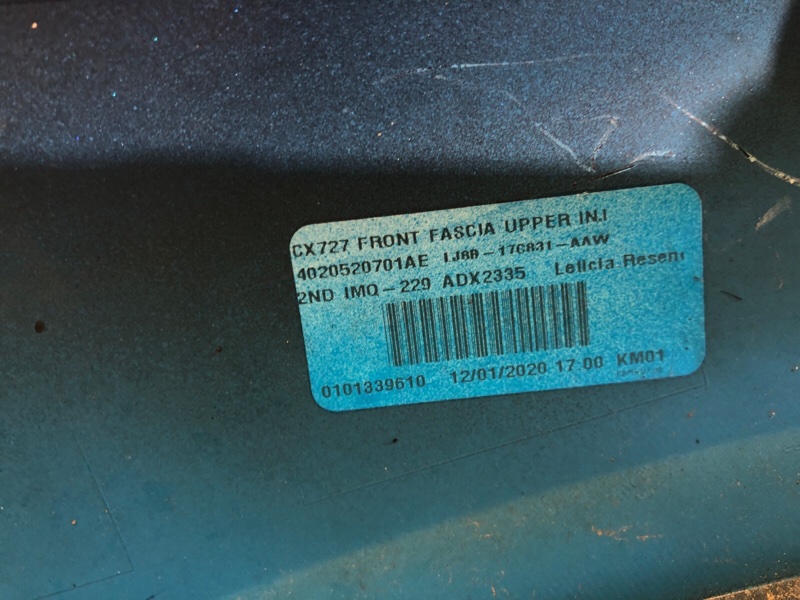 CX727 FRONT FASCIA UPPER INJ
4020520701AE LJ8B-17C831-AAW
2ND IMQ-229 ADX2335 Leticia Resen
0101339610 12/01/2020 17:00 KM01